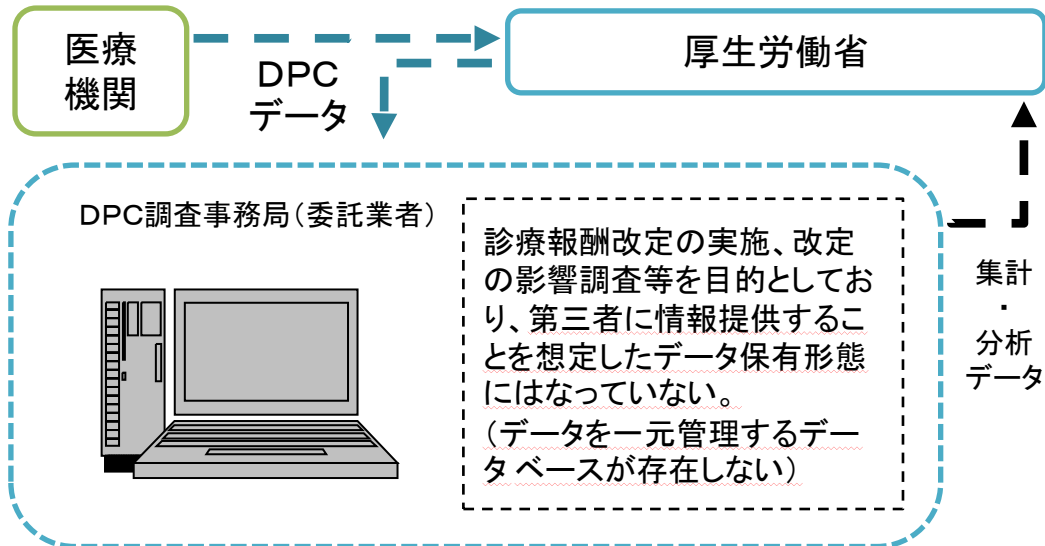 医療
機関
DPC
データ
厚生労働省
DPC調査事務局(委託業者)
診療報酬改定の実施、改定
の影響調査等を目的としてお
り、第三者に情報提供するこ
とを想定したデータ保有形態
にはなっていない。
(データを一元管理するデー
タ ベースが存在しない)
集計
・
分析
データ